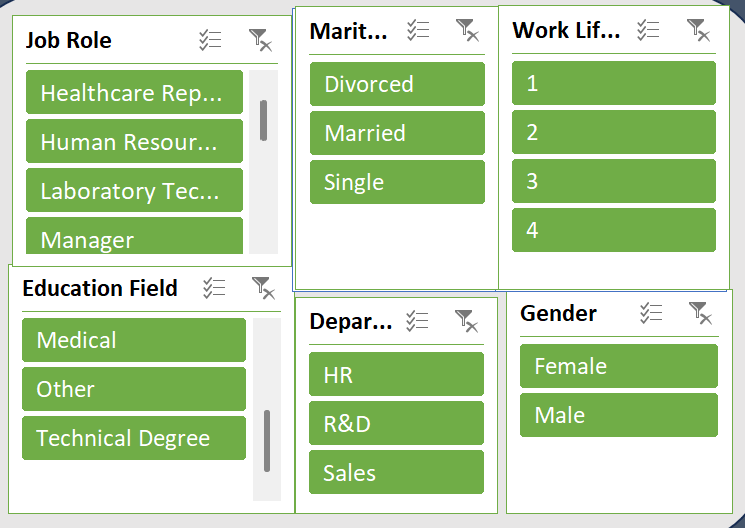 Job Role
Healthcare Rep...
Human Resour...
Laboratory Tec...
Manager
Marit...
Divorced
Married
Single
Work Lif...
1
2
3
4
Education Field
Medical
Other
Technical Degree
Depar...
HR
R&D
Sales
Gender
Female
Male